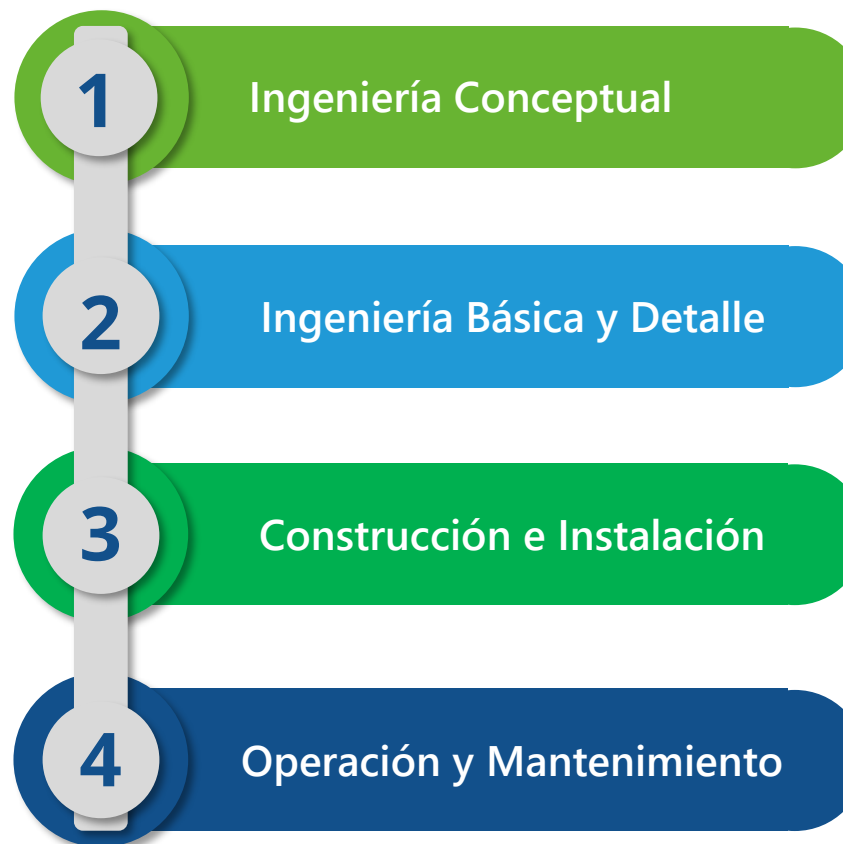 1
Ingeniería Conceptual
2
Ingeniería Básica y Detalle
3
Construcción e Instalación
4
Operación y Mantenimiento